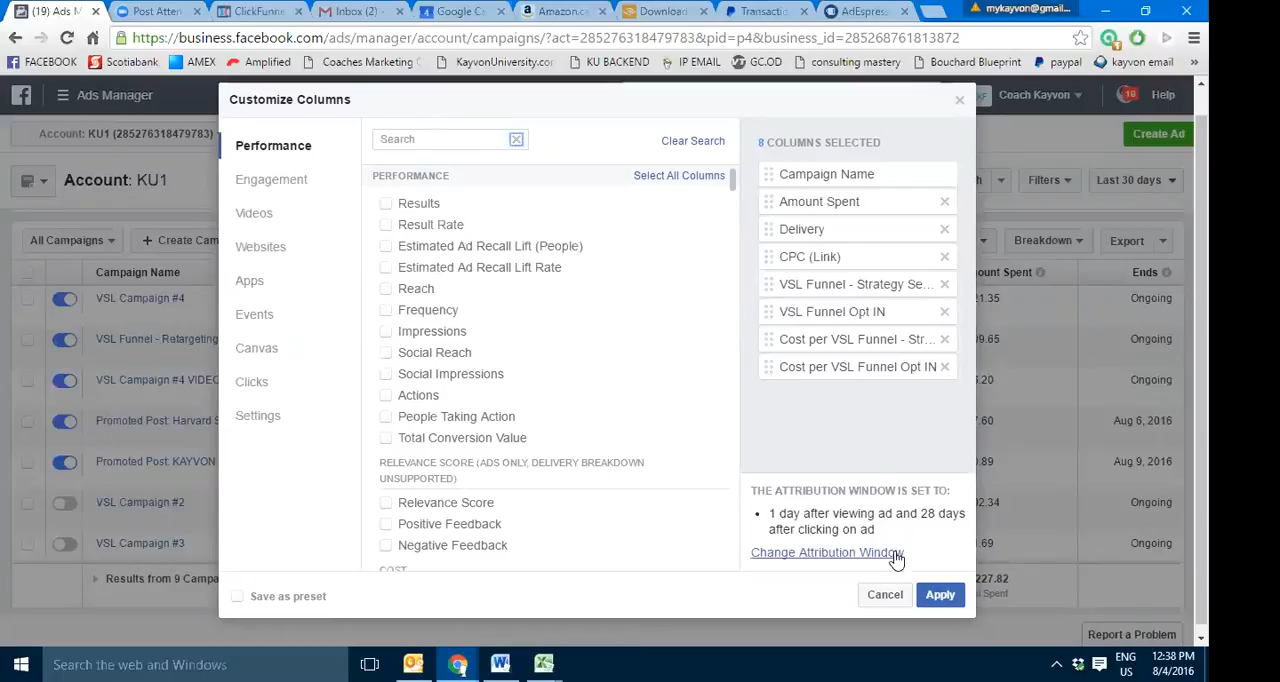 (19) Ads M
Post Atten
ClickFunne
Inbox (2) -
Google Ca
Amazon.c
Download
Transactio
AdEspres
mykayvon@gmail...
https://business.facebook.com/ads/manager/account/campaigns/?act=285276318479783&pid=p4&business_id=285268761813872
FACEBOOK
Scotiabank
AMEX
Amplified
Coaches Marketing
KayvonUniversity.co
KU BACKEND
IP EMAIL
GC.OD
consulting mastery
Bouchard Blueprint
paypal
kayvon email
»
Ads Manager
Coach Kayvon
18
Help
Account: KU1 (285276318479783)
Create Ad
Account: KU1
Filters
Last 30 days
All Campaigns
+ Create Cam
Breakdown
Export
Campaign Name
ount Spent
Ends
VSL Campaign #4
21.35
Ongoing
VSL Funnel - Retargeting
09.65
Ongoing
VSL Campaign #4 VIDEO
6.20
Ongoing
Promoted Post: Harvard S
7.60
Aug 6, 2016
Promoted Post: KAYVON
0.89
Aug 9, 2016
VSL Campaign #2
02.34
Ongoing
VSL Campaign #3
1.69
Ongoing
Results from 9 Campa
227.82
l Spent
Report a Problem
Customize Columns
Performance
Engagement
Videos
Websites
Apps
Events
Canvas
Clicks
Settings
Search
Clear Search
PERFORMANCE
Select All Columns
Results
Result Rate
Estimated Ad Recall Lift (People)
Estimated Ad Recall Lift Rate
Reach
Frequency
Impressions
Social Reach
Social Impressions
Actions
People Taking Action
Total Conversion Value
RELEVANCE SCORE (ADS ONLY, DELIVERY BREAKDOWN
UNSUPPORTED)
Relevance Score
Positive Feedback
Negative Feedback
COST
8 COLUMNS SELECTED
Campaign Name
Amount Spent
Delivery
CPC (Link)
VSL Funnel - Strategy Se...
VSL Funnel Opt IN
Cost per VSL Funnel - Str...
Cost per VSL Funnel Opt IN
THE ATTRIBUTION WINDOW IS SET TO:
• 1 day after viewing ad and 28 days
after clicking on ad
Change Attribution Window
Save as preset
Cancel
Apply
Search the web and Windows
ENG
US
12:38 PM
8/4/2016